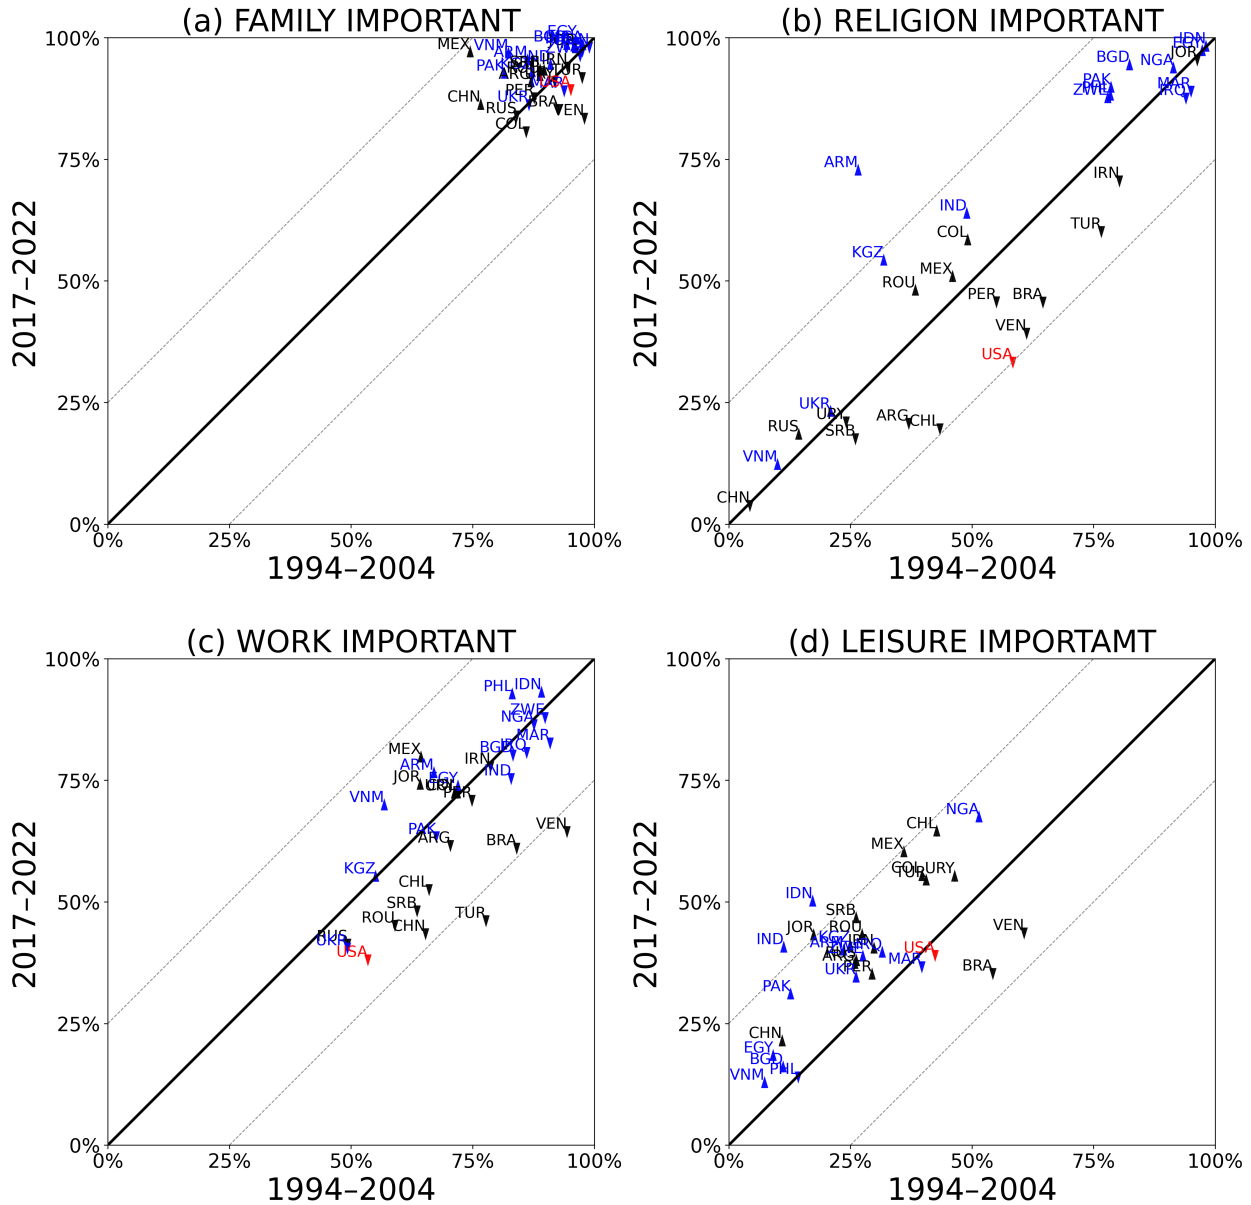 (a) FAMILY IMPORTANT
100%
75%
50%
25%
0%
2017–2022
MEX
VNM
ARM
PAK
CHN
RUS
UKR
COL
PER
BRA
TUR
IRN
EGY
0%
25%
50%
75%
100%
1994–2004
(b) RELIGION IMPORTANT
100%
75%
50%
25%
0%
2017–2022
IDN
EGY
JOR
BGD
NGA
PAK
ZWE
MAR
IRQ
ARM
IRN
IND
COL
TUR
KGZ
MEX
ROU
PER
BRA
VEN
USA
UKR
URY
ARG
CHL
RUS
SRB
VNM
CHN
0%
25%
50%
75%
100%
1994–2004
(c) WORK IMPORTANT
100%
75%
50%
25%
0%
2017–2022
PHL
IDN
ZWE
NGA
MAR
BGD
IRQ
MEX
IRN
ARM
IND
JOR
EGY
PER
VNM
PAK
ARG
BRA
VEN
KGZ
CHL
SRB
ROU
CHN
TUR
RUS
UKR
USA
0%
25%
50%
75%
100%
1994–2004
(d) LEISURE IMPORTAMT
100%
75%
50%
25%
0%
2017–2022
NGA
CHL
MEX
COL
URY
TUR
IDN
SRB
VEN
JOR
ROU
IND
KGZ
IRN
IRQ
USA
ARG
MAR
PER
BRA
UKR
PAK
CHN
EGY
BGD
PHL
VNM
0%
25%
50%
75%
100%
1994–2004